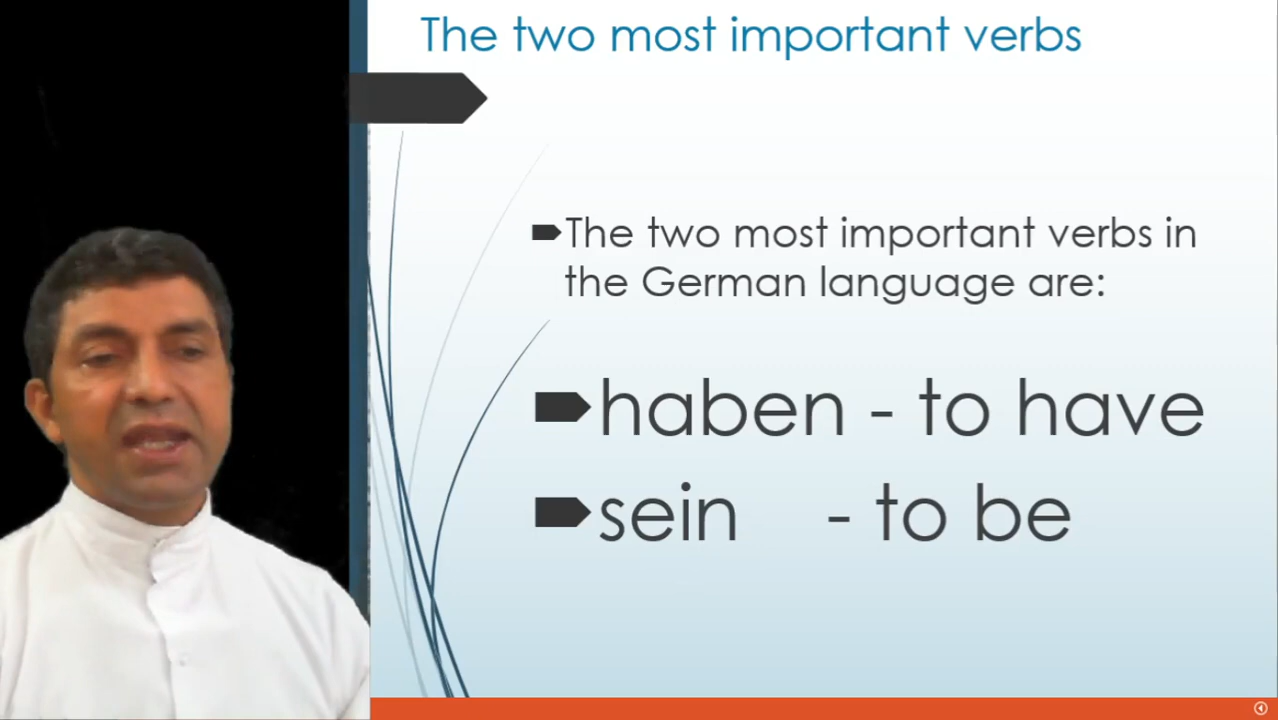 The two most important verbs
The two most important verbs in
the German language are:
haben - to have
sein - to be